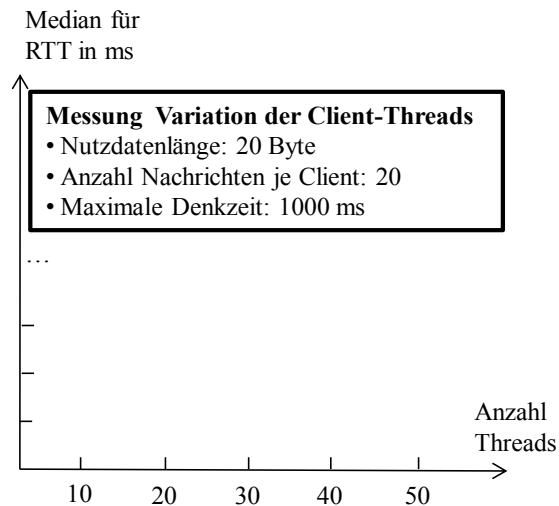 Median für
RTT in ms
Messung Variation der Client-Threads
• Nutzdatenlänge: 20 Byte
• Anzahl Nachrichten je Client: 20
• Maximale Denkzeit: 1000 ms
…
Anzahl
Threads
10 20 30 40 50